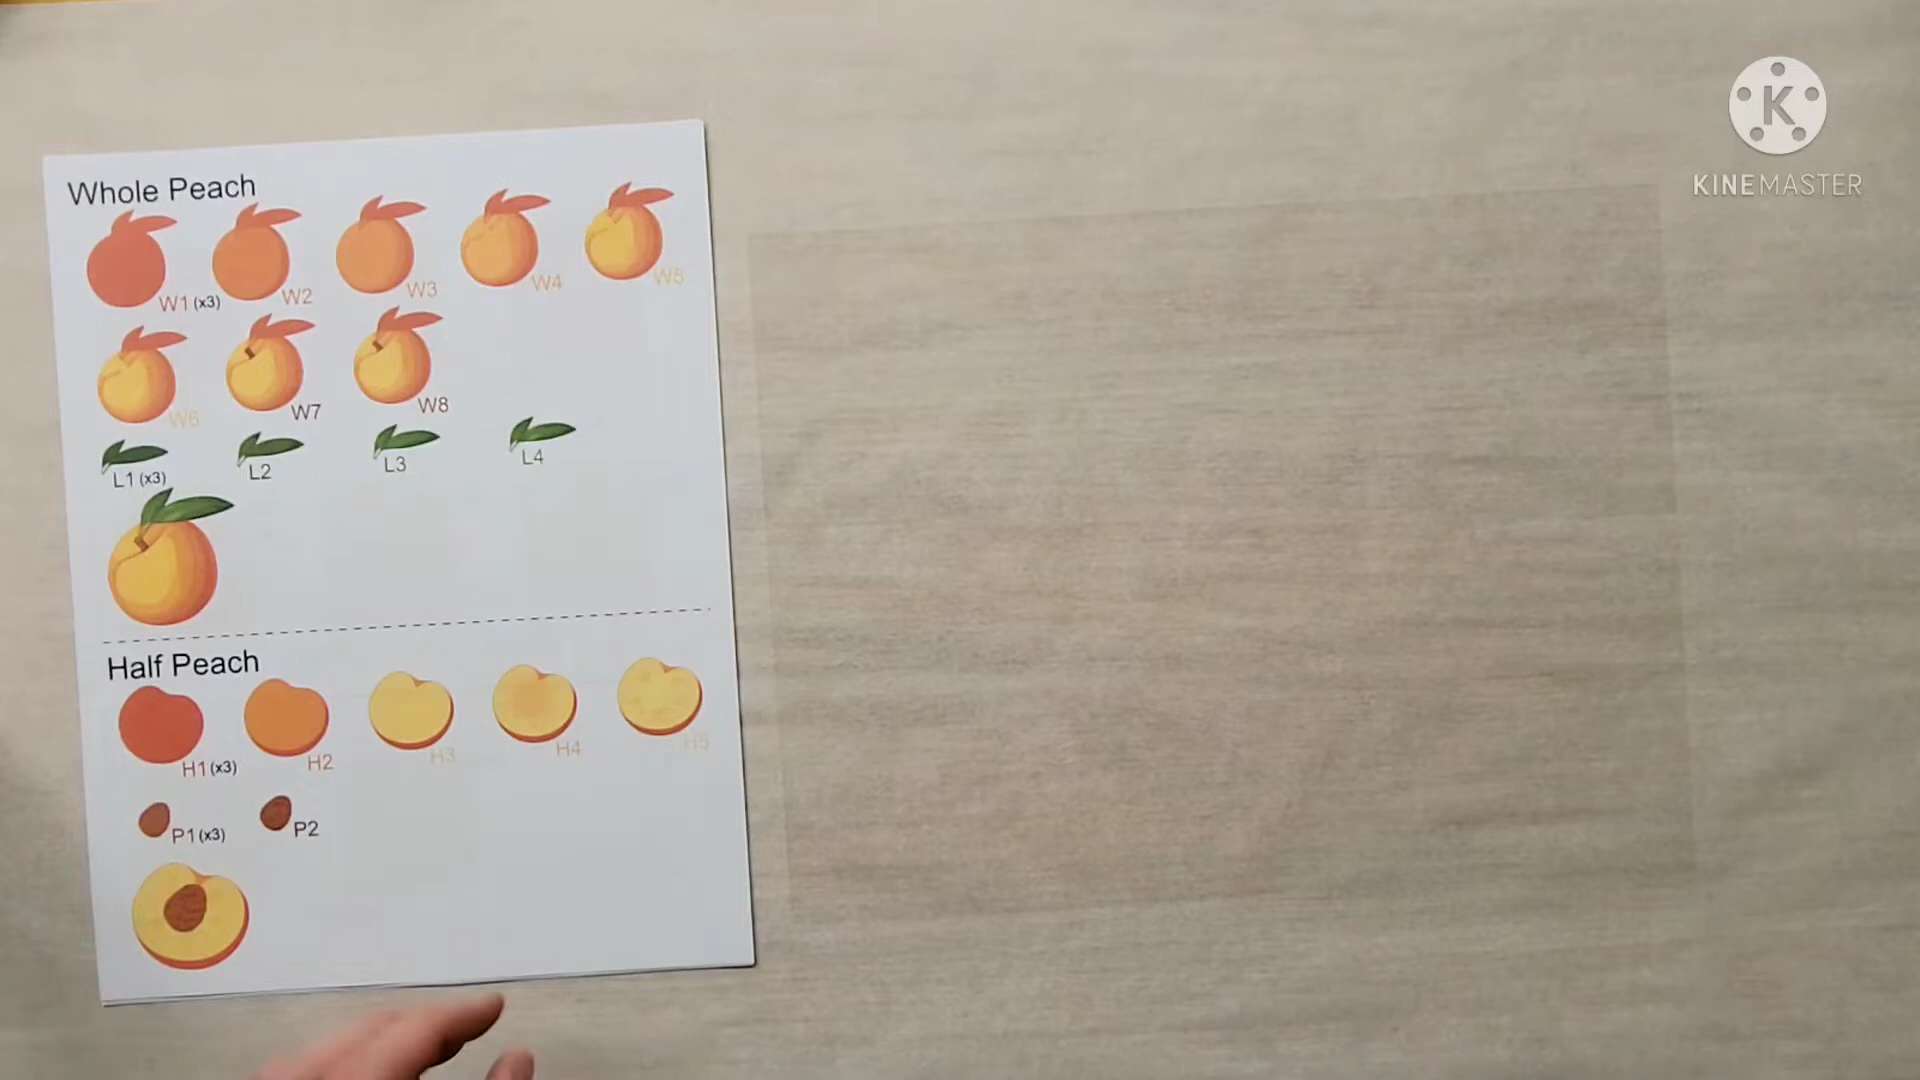 Whole Peach
W1 (x3) W2 W3 W4 W5
W6 W7 W8
L1 (x3) L2 L3 L4
Half Peach
H1 (x3) H2 H3 H4 H5
P1 (x3) P2
K
KINEMASTER